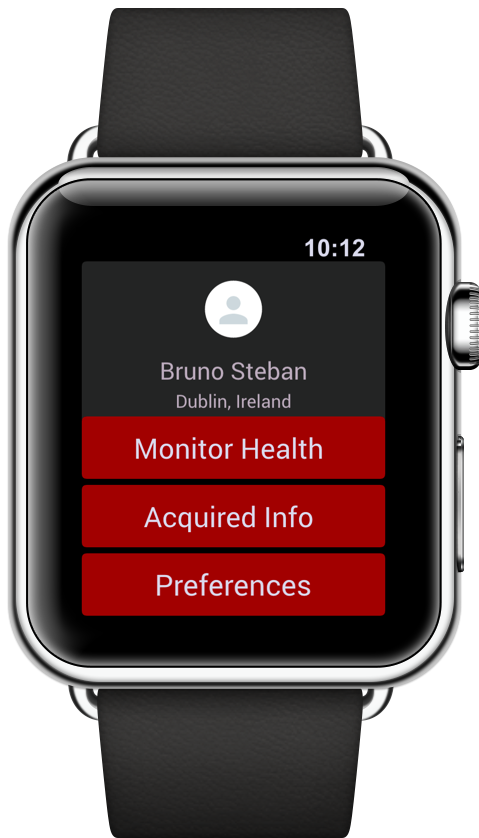 10:12
Bruno Steban
Dublin, Ireland
Monitor Health
Acquired Info
Preferences